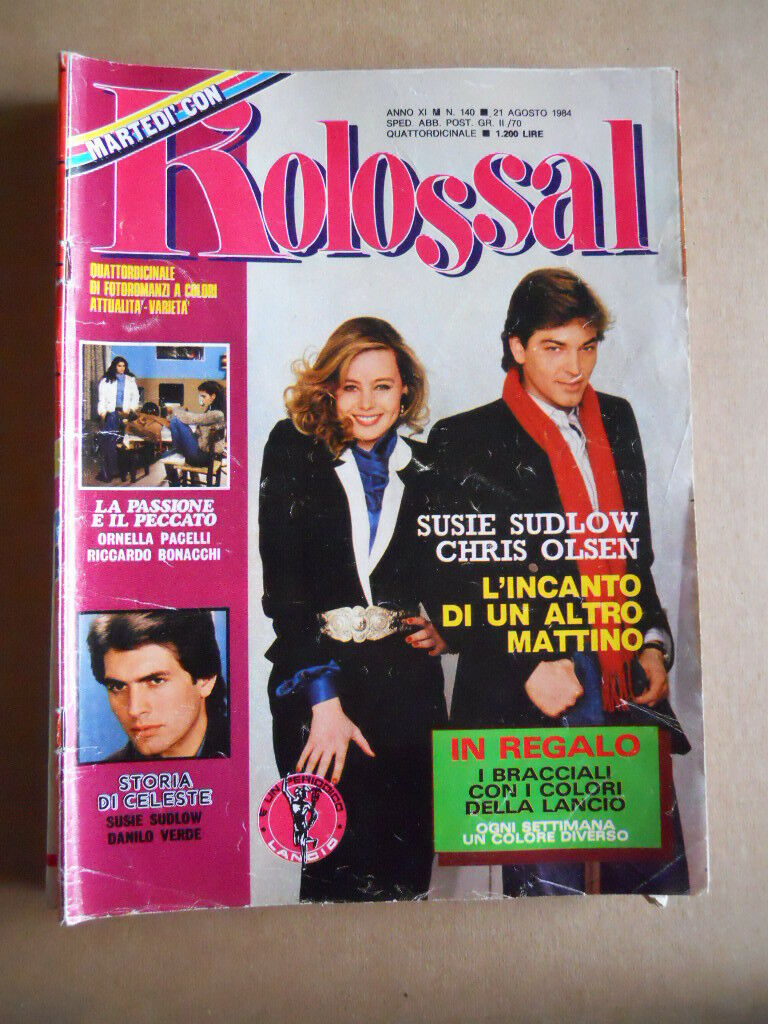 MARTEDI' CON
Kolossal
ANNO XI ■ N. 140 ■ 21 AGOSTO 1984
SPED. ABB. POST. GR. II /70
QUATTORDICINALE ■ 1.200 LIRE
QUATTORDICINALE
DI FOTOROMANZI A COLORI
ATTUALITA'-VARIETA'
LA PASSIONE
E IL PECCATO
ORNELLA PACELLI
RICCARDO BONACCHI
SUSIE SUDLOW
CHRIS OLSEN
L'INCANTO
DI UN ALTRO
MATTINO
STORIA
DI CELESTE
SUSIE SUDLOW
DANILO VERDE
IN REGALO
I BRACCIALI
CON I COLORI
DELLA LANCIO
OGNI SETTIMANA
UN COLORE DIVERSO
È UN PERIODICO
LANCIO